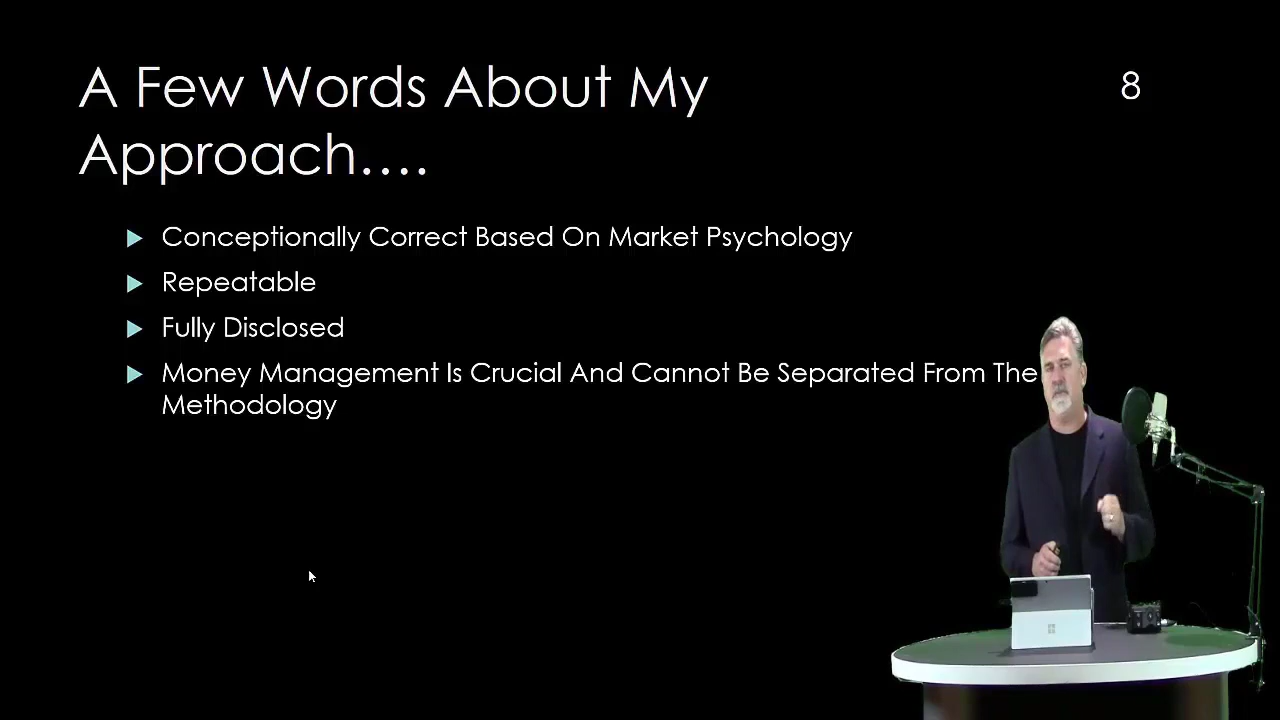 A Few Words About My
Approach....
8
Conceptionally Correct Based On Market Psychology
Repeatable
Fully Disclosed
Money Management Is Crucial And Cannot Be Separated From The
Methodology